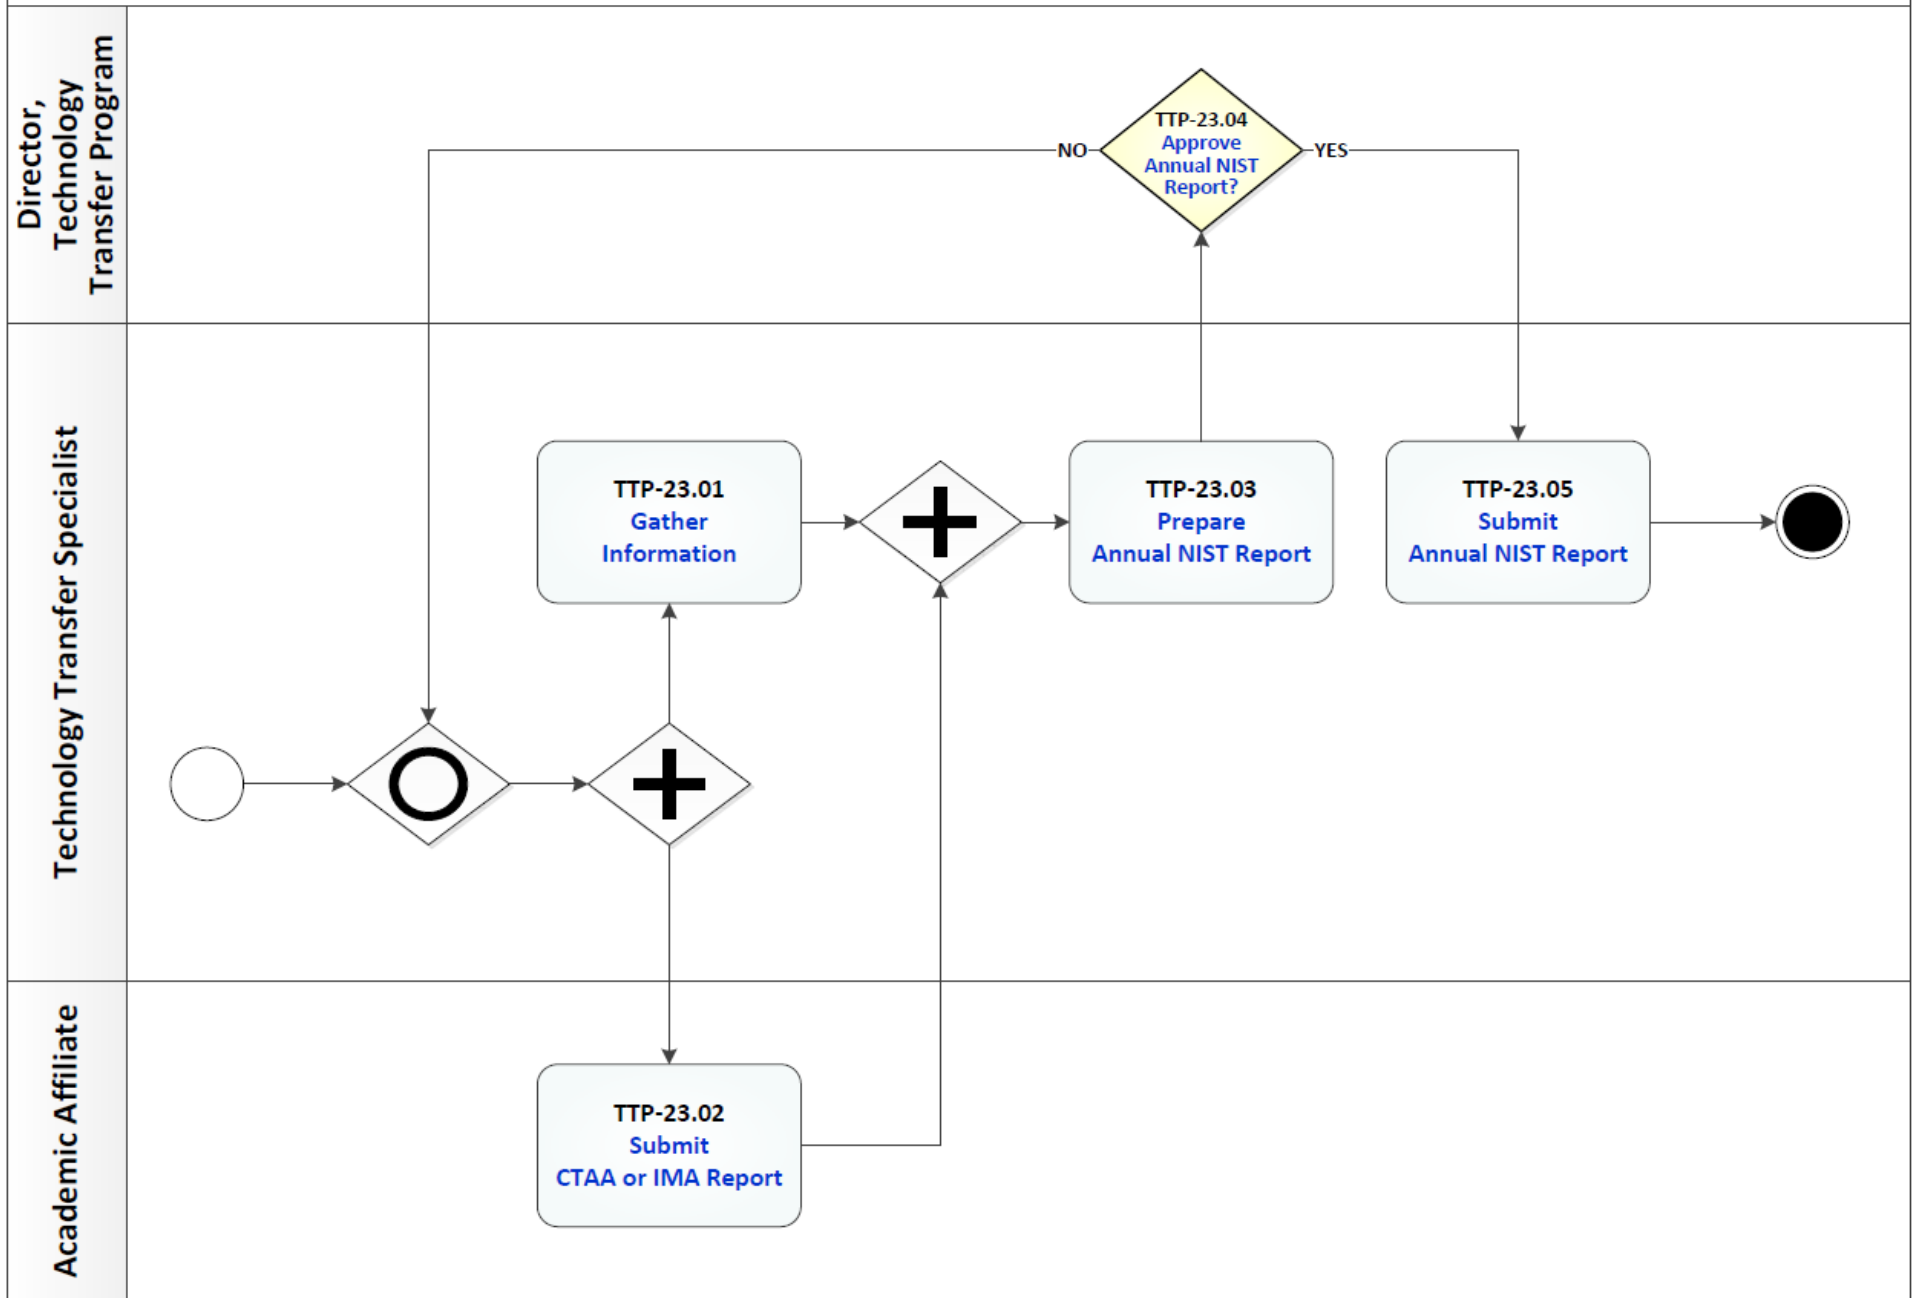 Director,
Technology
Transfer Program
TTP-23.04
Approve
Annual NIST
Report?
NO
YES
Technology Transfer Specialist
TTP-23.01
Gather
Information
TTP-23.03
Prepare
Annual NIST Report
TTP-23.05
Submit
Annual NIST Report
Academic Affiliate
TTP-23.02
Submit
CTAA or IMA Report